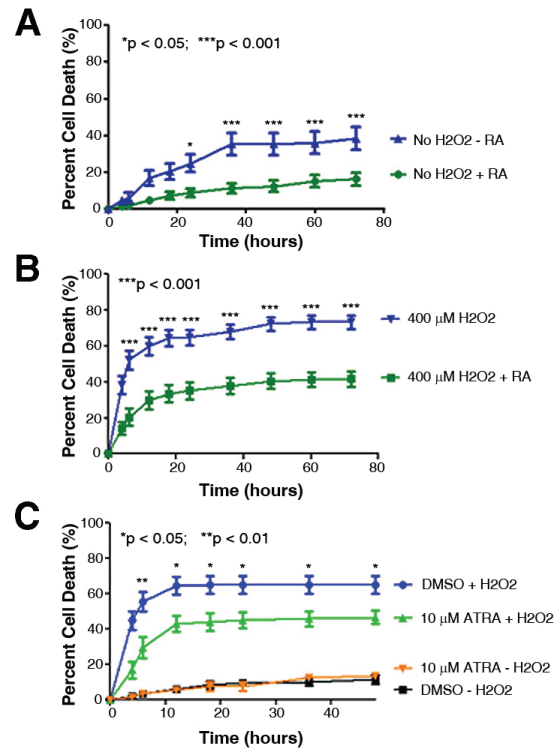 A
*p < 0.05; ***p < 0.001
Percent Cell Death (%)
100
80
60
40
20
0
* *** *** *** ***
0 20 40 60 80
Time (hours)
No H2O2 - RA
No H2O2 + RA
B
***p < 0.001
Percent Cell Death (%)
100
80
60
40
20
0
*** *** *** *** *** *** *** ***
0 20 40 60 80
Time (hours)
400 µM H2O2
400 µM H2O2 + RA
C
*p < 0.05; **p < 0.01
Percent Cell Death (%)
100
80
60
40
20
0
** * * * * *
0 10 20 30 40
Time (hours)
DMSO + H2O2
10 µM ATRA + H2O2
10 µM ATRA - H2O2
DMSO - H2O2